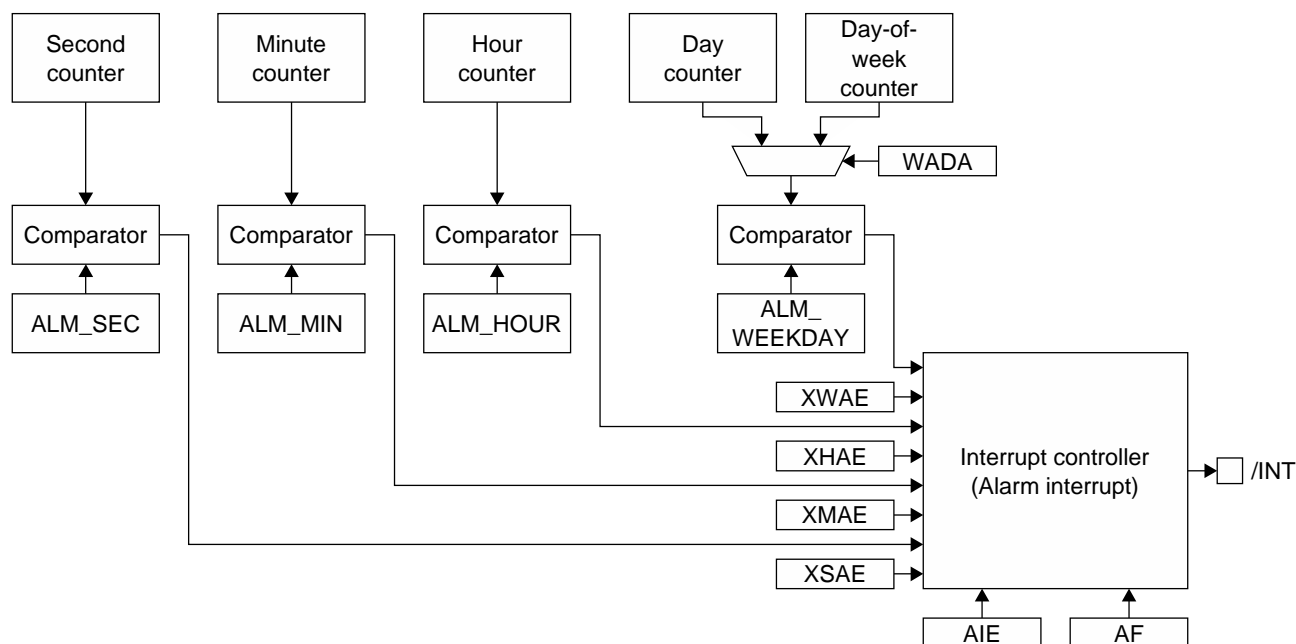 Second
counter
Minute
counter
Hour
counter
Day
counter
Day-of-
week
counter
WADA
Comparator
Comparator
Comparator
Comparator
ALM_SEC
ALM_MIN
ALM_HOUR
ALM_
WEEKDAY
XWAE
XHAE
XMAE
XSAE
Interrupt controller
(Alarm interrupt)
/INT
AIE
AF